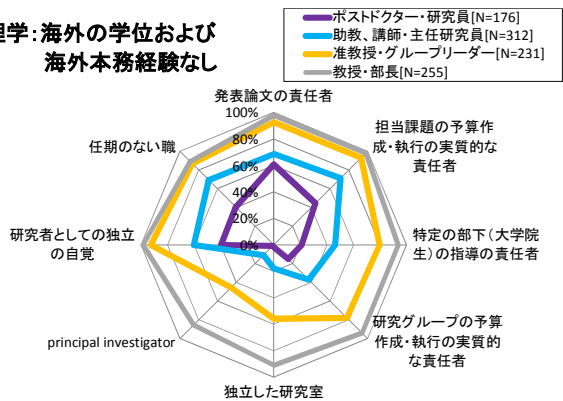 理学：海外の学位および
海外本務経験なし
ポストドクター・研究員[N=176]
助教、講師・主任研究員[N=312]
准教授・グループリーダー[N=231]
教授・部長[N=255]
発表論文の責任者
担当課題の予算作
成・執行の実質的な
責任者
特定の部下（大学院
生）の指導の責任者
研究グループの予算
作成・執行の実質的
な責任者
独立した研究室
principal investigator
研究者としての独立
の自覚
任期のない職
100%
80%
60%
40%
20%
0%